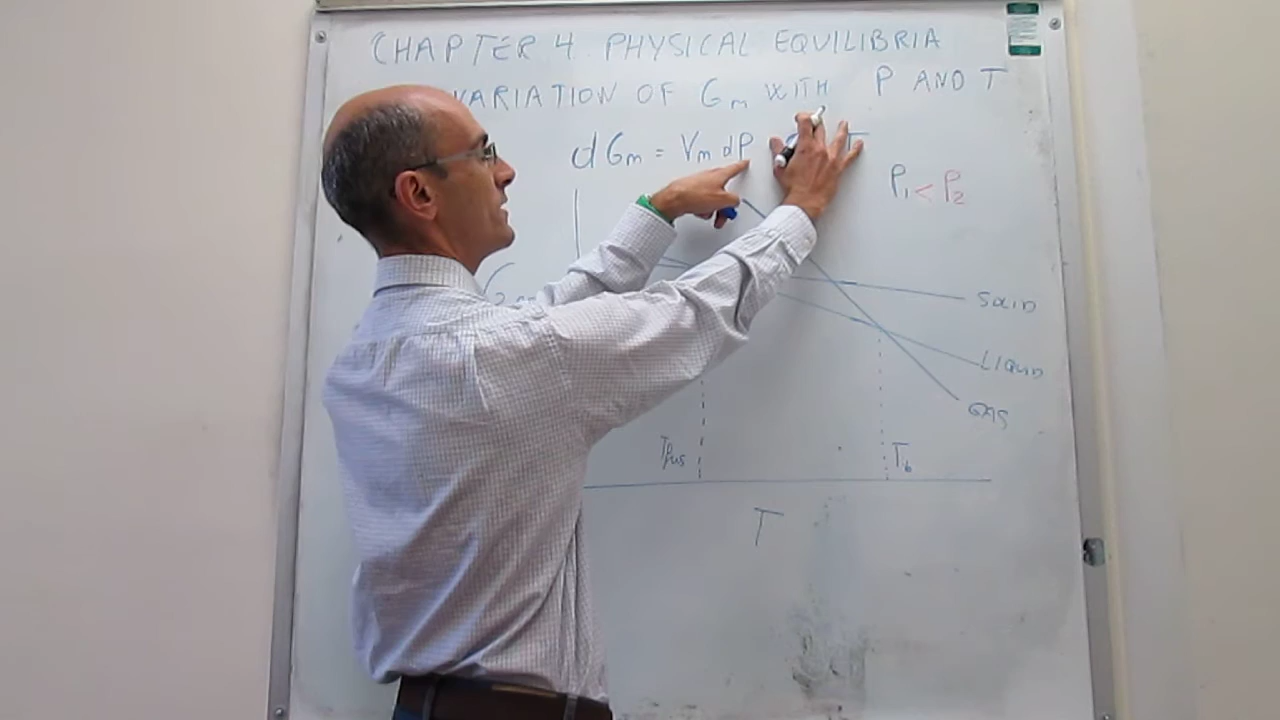 CHAPTER 4. PHYSICAL EQUILIBRIA
VARIATION OF Gm WITH P AND T
dGm = Vm dP
P1 < P2
Gm
SOLID
LIQUID
GAS
Tfus
Tb
T